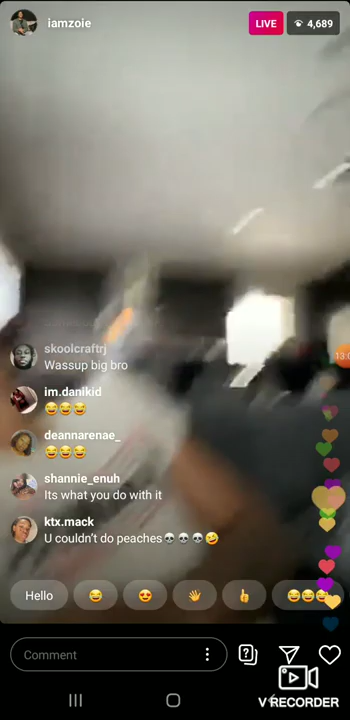 iamzoie
LIVE
4,689
skoolcraftrj
Wassup big bro
im.danikid
😂😂😂
deannarenae_
😂😂😂
shannie_enuh
Its what you do with it
ktx.mack
U couldn't do peaches💀💀💀🤪
Hello
😂
😍
👋
👍
😂😂😂
Comment
V RECORDER